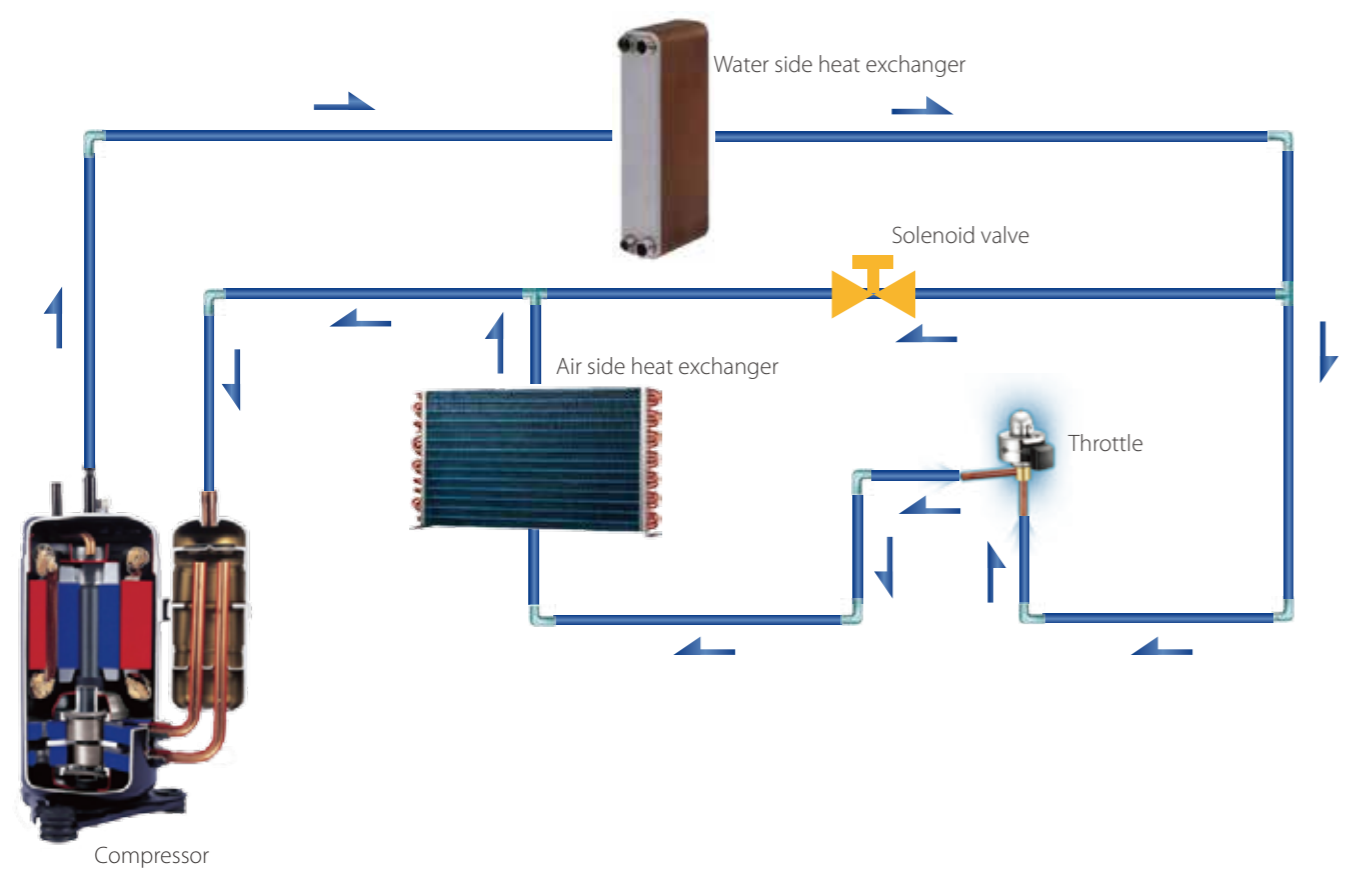 Water side heat exchanger
Solenoid valve
Air side heat exchanger
Throttle
Compressor